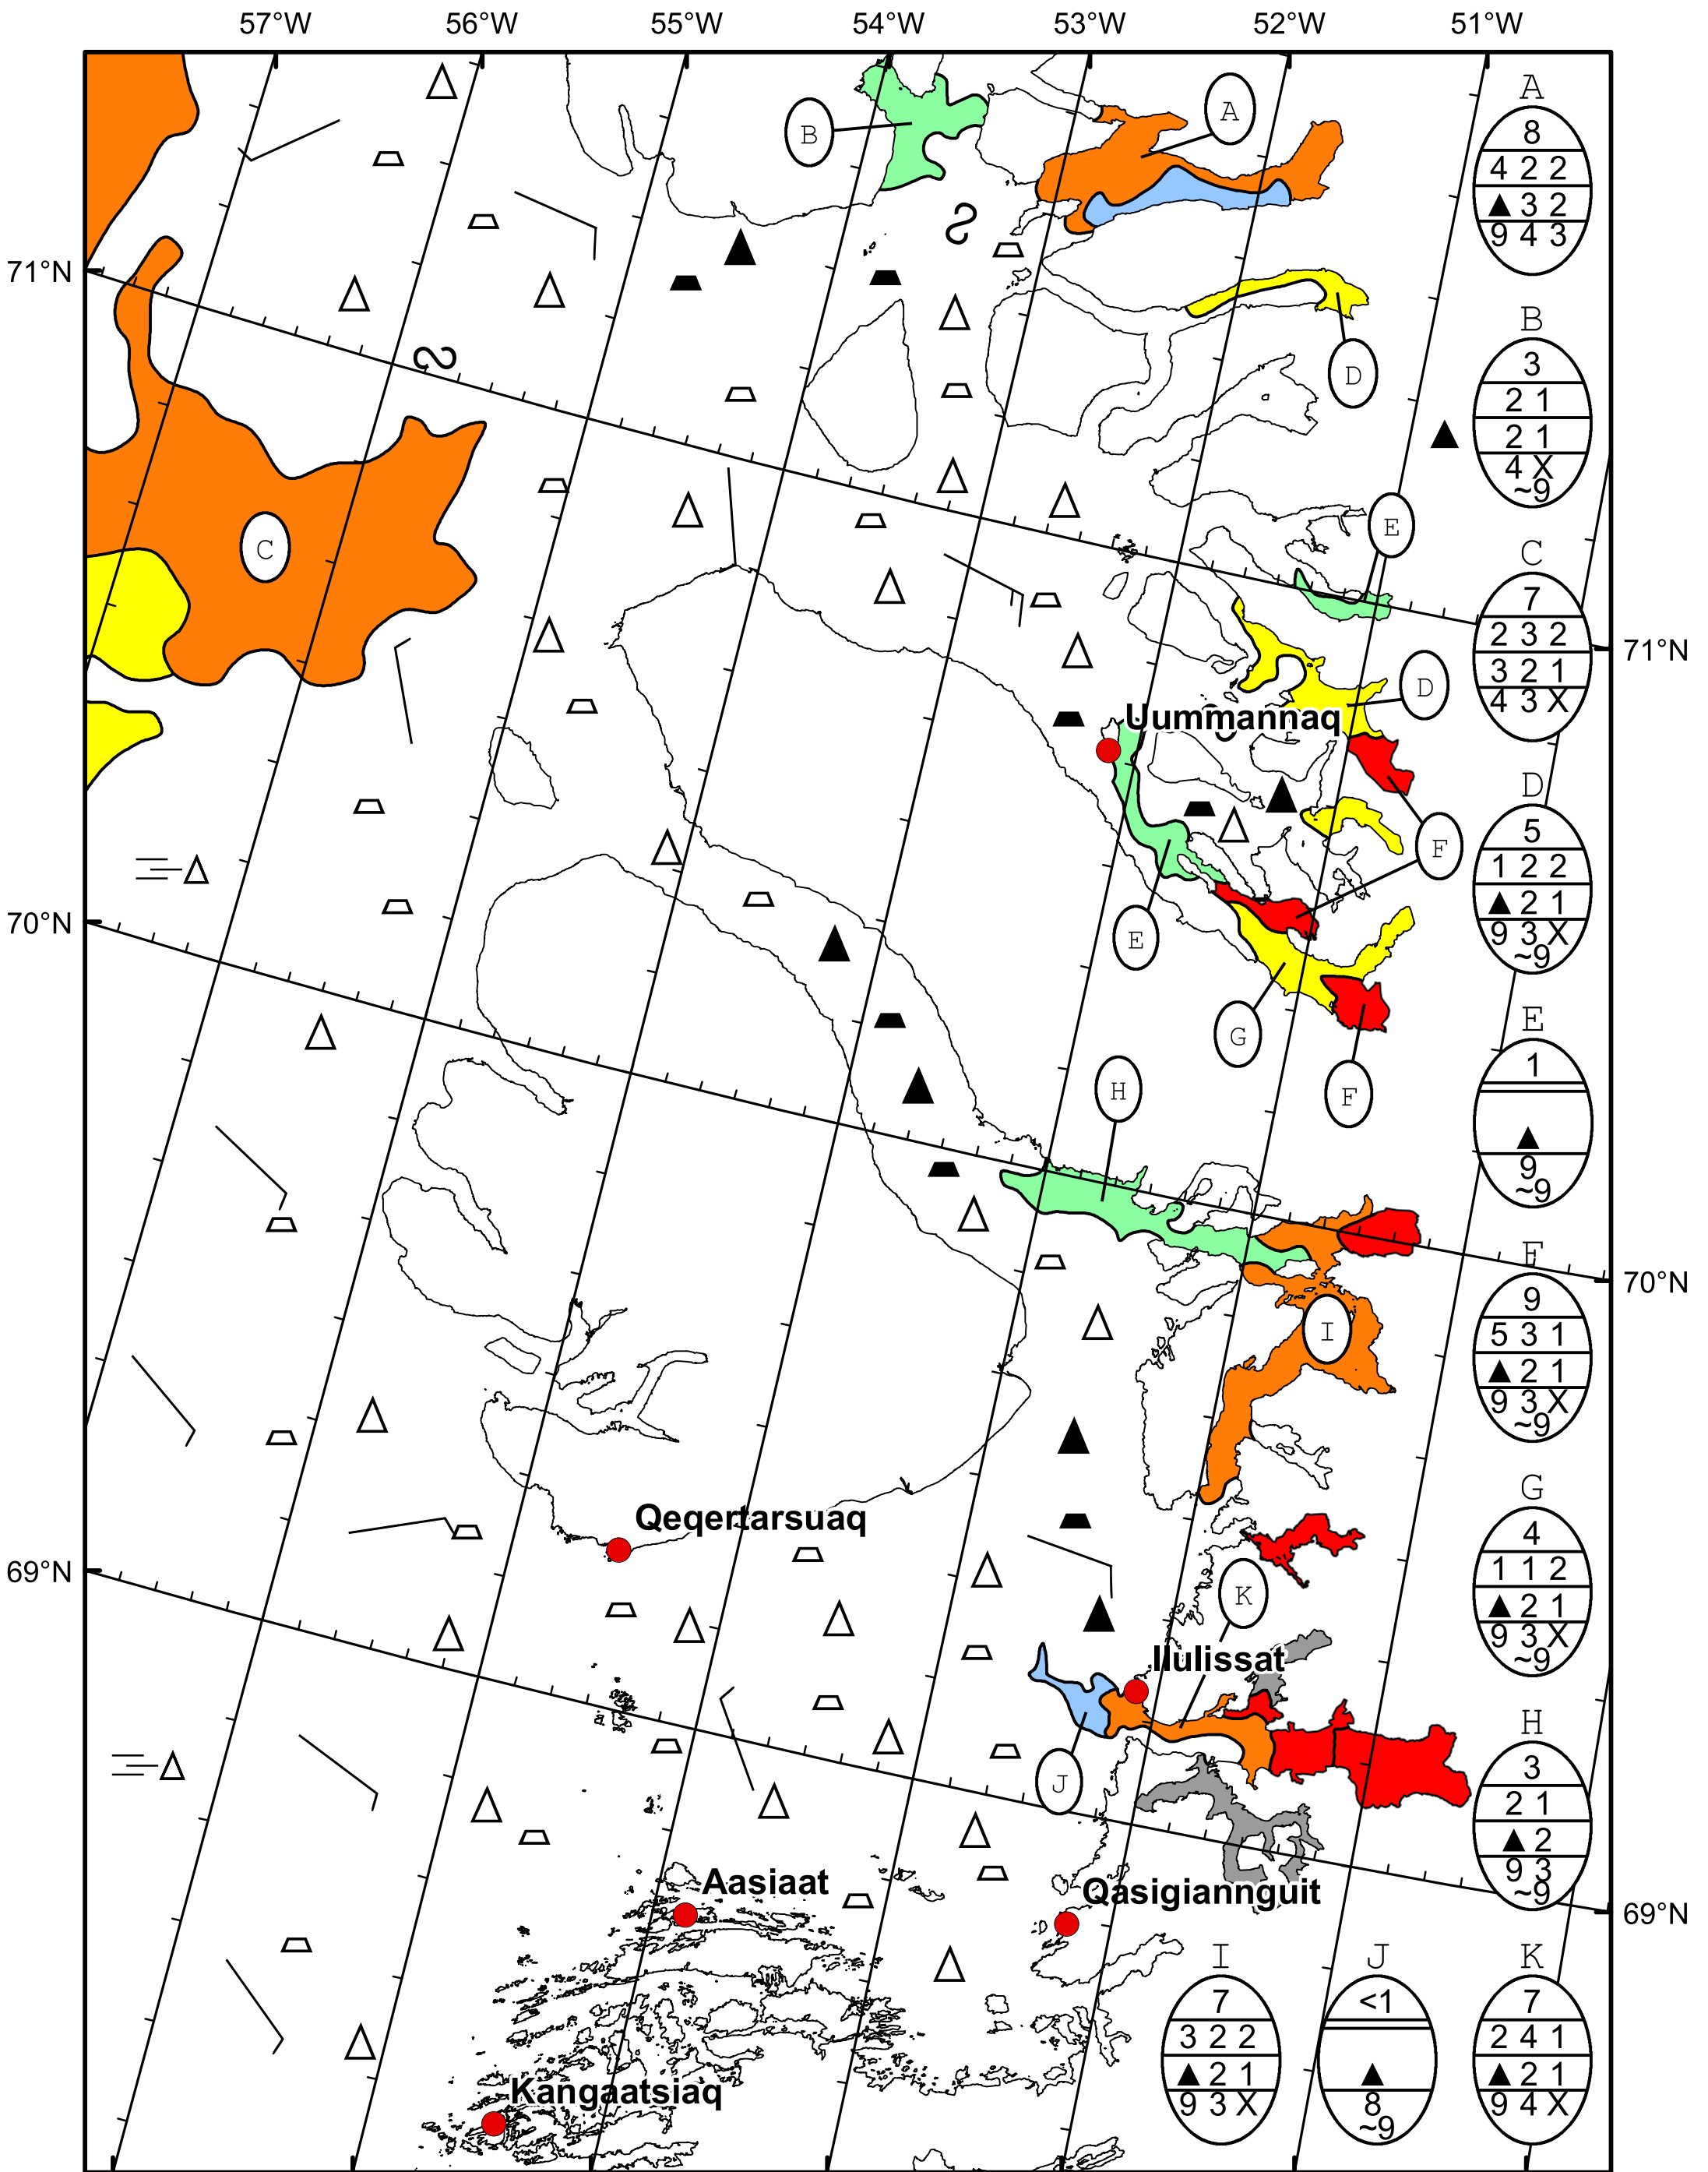 57°W 56°W 55°W 54°W 53°W 52°W 51°W
A
8
4 2 2
▲ 3 2
9 4 3
B
A
71°N
B
3
2 1
2 1
4 X
~9
D
E
C
C
7
2 3 2
3 2 1
4 3 X
71°N
D
Uummannaq
D
5
1 2 2
▲ 2 1
9 3 X
~9
F
70°N
E
G
F
H
E
1
▲
9
~9
F
9
5 3 1
▲ 2 1
9 3 X
~9
70°N
I
Qeqertarsuaq
G
4
1 1 2
▲ 2 1
9 3 X
~9
69°N
K
Ilulissat
J
H
3
2 1
▲ 2
9 3
~9
Aasiaat
Qasigiannguit
69°N
I
7
3 2 2
▲ 2 1
9 3 X
J
<1
▲
8
~9
K
7
2 4 1
▲ 2 1
9 4 X
Kangaatsiaq